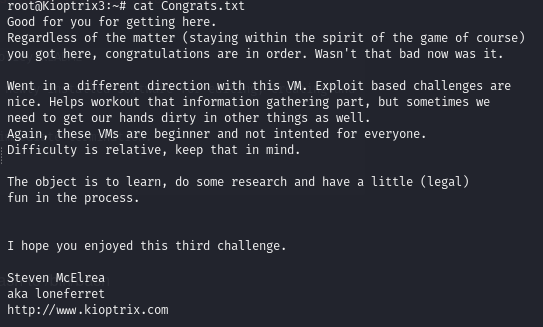 root@Kioptrix3:~# cat Congrats.txt
Good for you for getting here.
Regardless of the matter (staying within the spirit of the game of course)
you got here, congratulations are in order. Wasn't that bad now was it.
Went in a different direction with this VM. Exploit based challenges are
nice. Helps workout that information gathering part, but sometimes we
need to get our hands dirty in other things as well.
Again, these VMs are beginner and not intented for everyone.
Difficulty is relative, keep that in mind.
The object is to learn, do some research and have a little (legal)
fun in the process.
I hope you enjoyed this third challenge.
Steven McElrea
aka loneferret
http://www.kioptrix.com